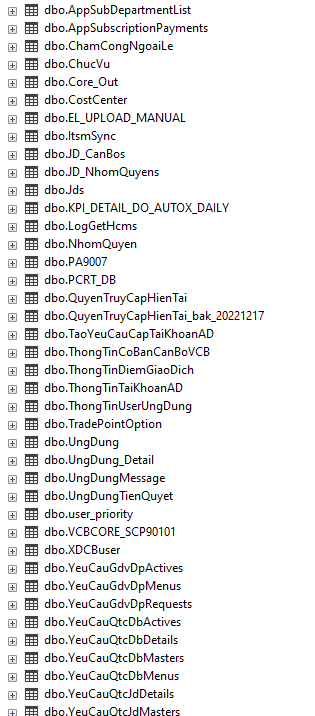 dbo.AppSubDepartmentList
dbo.AppSubscriptionPayments
dbo.ChamCongNgoaiLe
dbo.ChucVu
dbo.Core_Out
dbo.CostCenter
dbo.EL_UPLOAD_MANUAL
dbo.ItsmSync
dbo.JD_CanBos
dbo.JD_NhomQuyens
dbo.Jds
dbo.KPI_DETAIL_DO_AUTOX_DAILY
dbo.LogGetHcms
dbo.NhomQuyen
dbo.PA9007
dbo.PCRT_DB
dbo.QuyenTruyCapHienTai
dbo.QuyenTruyCapHienTai_bak_20221217
dbo.TaoYeuCauCapTaiKhoanAD
dbo.ThongTinCoBanCanBoVCB
dbo.ThongTinDiemGiaoDich
dbo.ThongTinTaiKhoanAD
dbo.ThongTinUserUngDung
dbo.TradePointOption
dbo.UngDung
dbo.UngDung_Detail
dbo.UngDungMessage
dbo.UngDungTienQuyet
dbo.user_priority
dbo.VCBCORE_SCP90101
dbo.XDCBuser
dbo.YeuCauGdvDpActives
dbo.YeuCauGdvDpMenus
dbo.YeuCauGdvDpRequests
dbo.YeuCauQtcDbActives
dbo.YeuCauQtcDbDetails
dbo.YeuCauQtcDbMasters
dbo.YeuCauQtcDbMenus
dbo.YeuCauQtcJdDetails
dbo.YeuCauQtcJdMasters